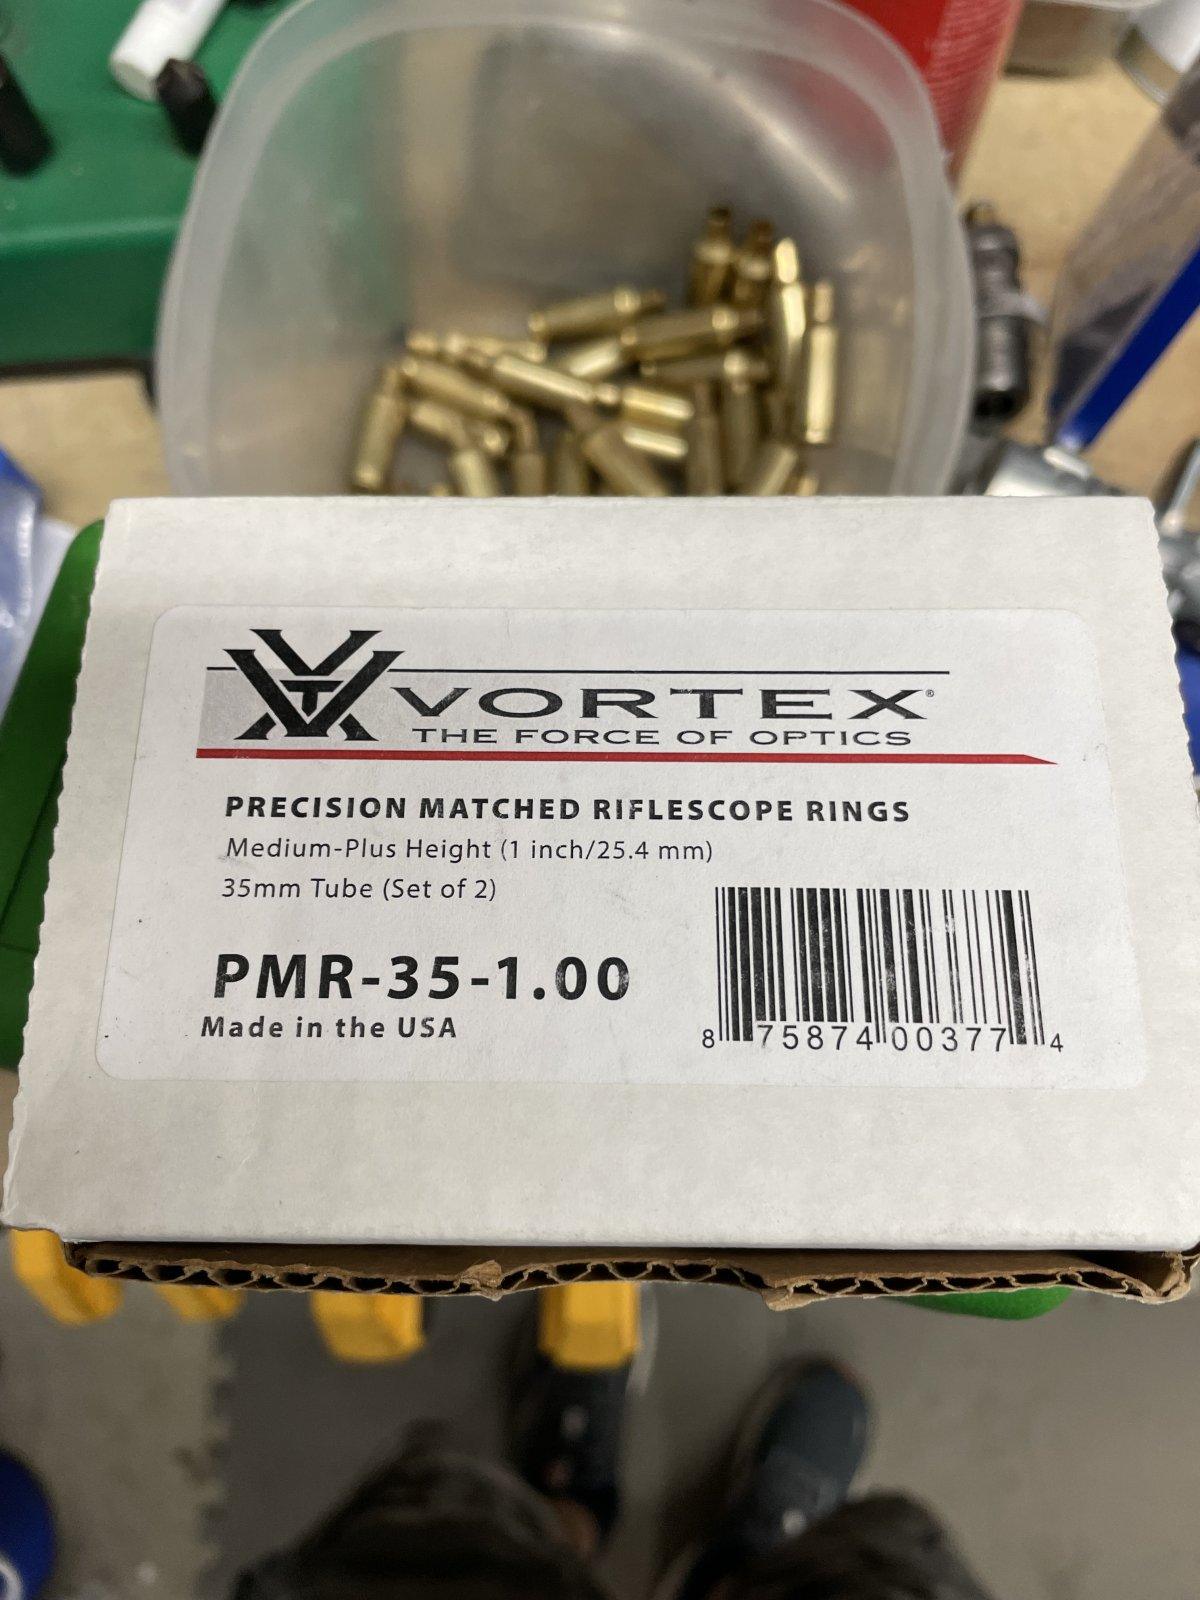 VORTEX®
THE FORCE OF OPTICS
PRECISION MATCHED RIFLESCOPE RINGS
Medium-Plus Height (1 inch/25.4 mm)
35mm Tube (Set of 2)
PMR-35-1.00
Made in the USA
8 75874 00377 4